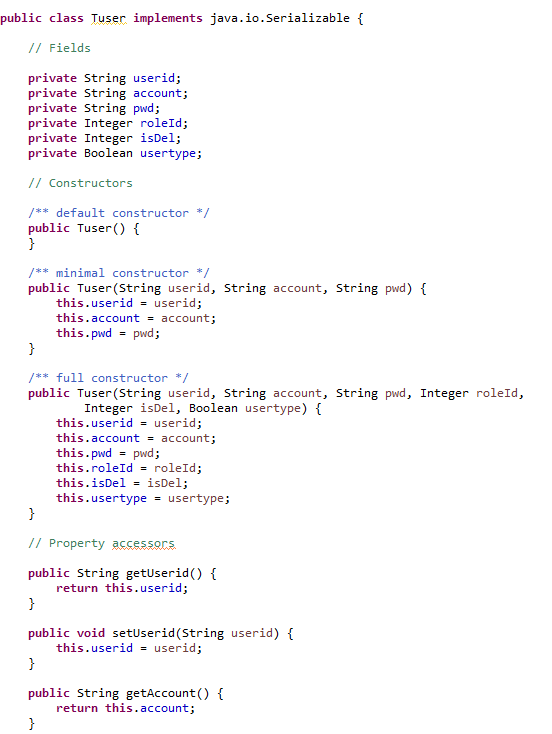 public class Tuser implements java.io.Serializable {
// Fields
private String userid;
private String account;
private String pwd;
private Integer roleId;
private Integer isDel;
private Boolean usertype;
// Constructors
/** default constructor */
public Tuser() {
}
/** minimal constructor */
public Tuser(String userid, String account, String pwd) {
this.userid = userid;
this.account = account;
this.pwd = pwd;
}
/** full constructor */
public Tuser(String userid, String account, String pwd, Integer roleId,
Integer isDel, Boolean usertype) {
this.userid = userid;
this.account = account;
this.pwd = pwd;
this.roleId = roleId;
this.isDel = isDel;
this.usertype = usertype;
}
// Property accessors
public String getUserid() {
return this.userid;
}
public void setUserid(String userid) {
this.userid = userid;
}
public String getAccount() {
return this.account;
}